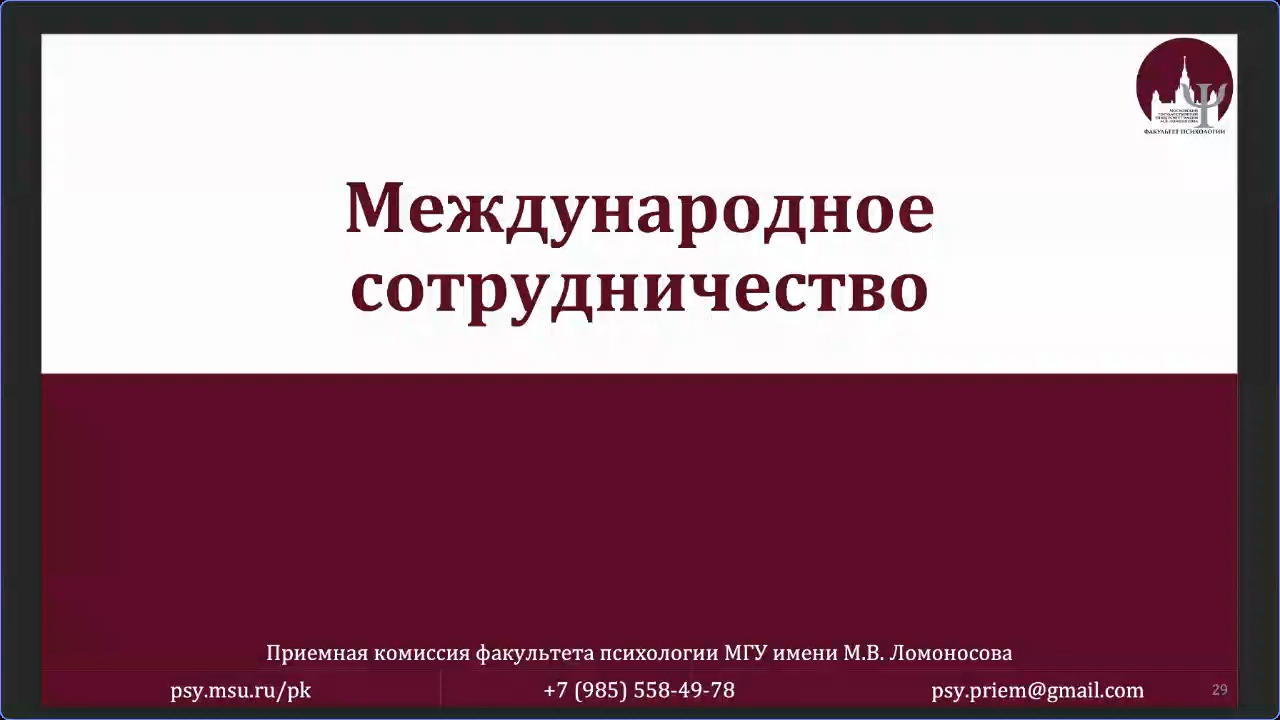 ФАКУЛЬТЕТ ПСИХОЛОГИИ
Международное
сотрудничество
Приемная комиссия факультета психологии МГУ имени М.В. Ломоносова
psy.msu.ru/pk
+7 (985) 558-49-78
psy.priem@gmail.com
29